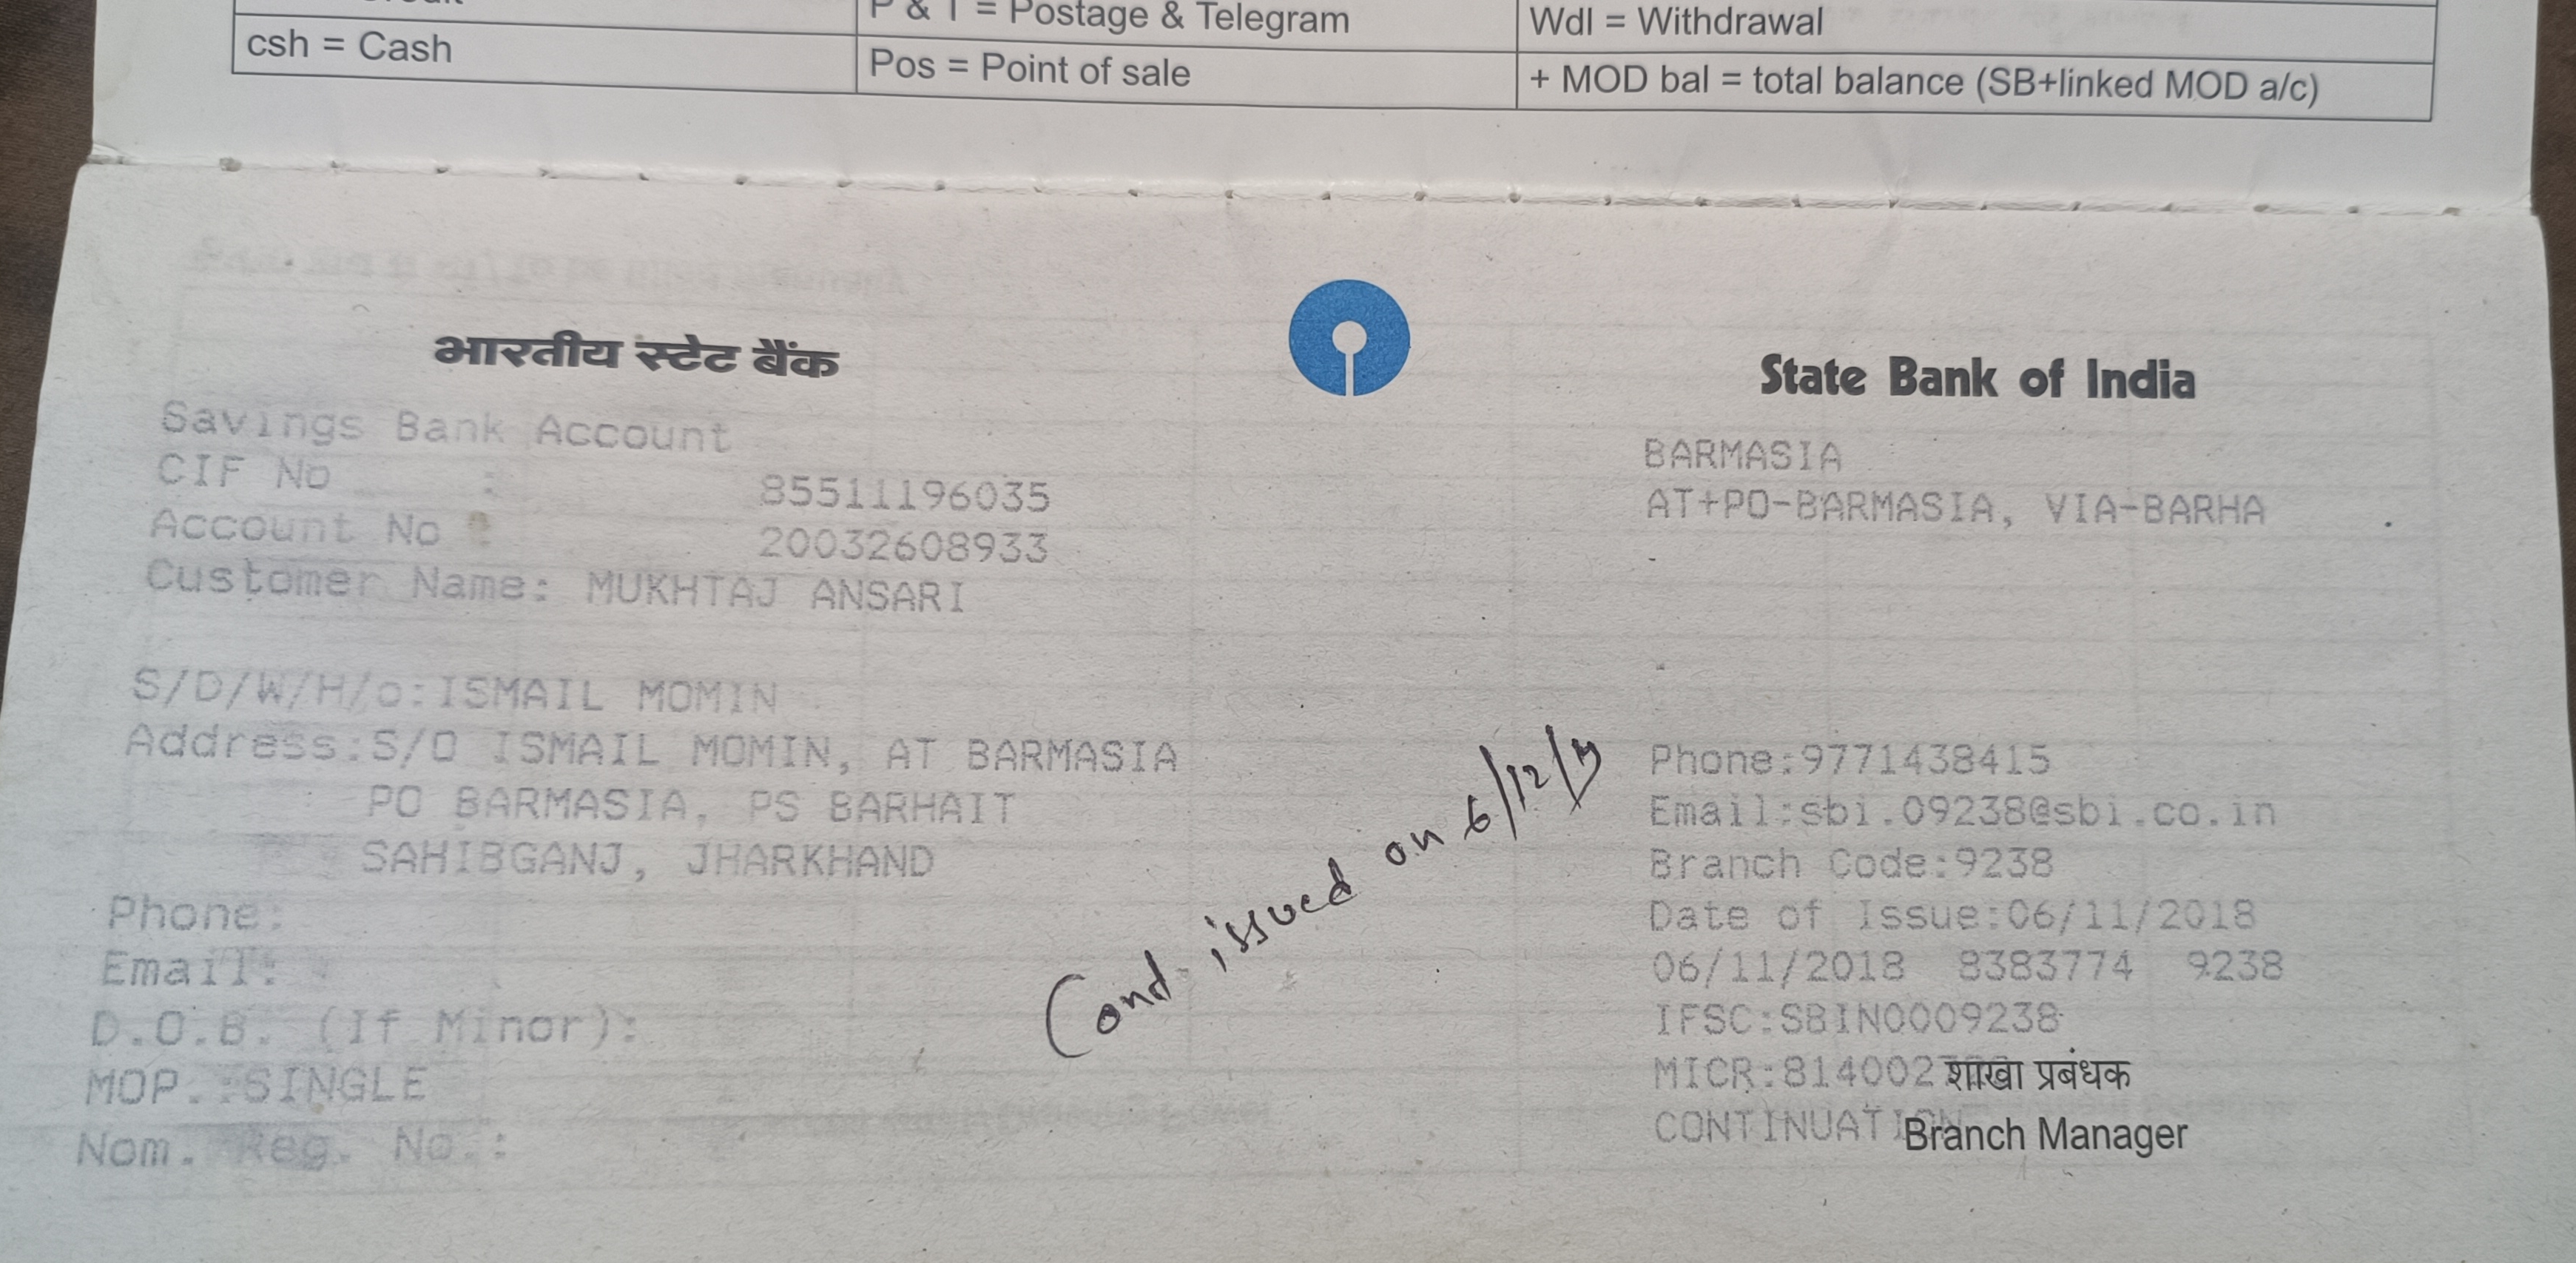 P & T = Postage & Telegram
Wdl = Withdrawal
csh = Cash
Pos = Point of sale
+ MOD bal = total balance (SB+linked MOD a/c)
भारतीय स्टेट बैंक
State Bank of India
Savings Bank Account
CIF No : 85511196035
Account No : 20032608933
Customer Name: MUKHTAJ ANSARI
S/D/W/H/o:ISMAIL MOMIN
Address:S/O ISMAIL MOMIN, AT BARMASIA
PO BARMASIA, PS BARHAIT
SAHIBGANJ, JHARKHAND
Phone:
Email:
D.O.B. (If Minor):
MOP.:SINGLE
Nom. Reg. No.:
issued on 6/12/
BARMASIA
AT+PO-BARMASIA, VIA-BARHA
Phone:9771438415
Email:sbi.09238@sbi.co.in
Branch Code:9238
Date of Issue:06/11/2018
06/11/2018 8383774 9238
IFSC:SBIN0009238
MICR:814002
शाखा प्रबंधक
Branch Manager